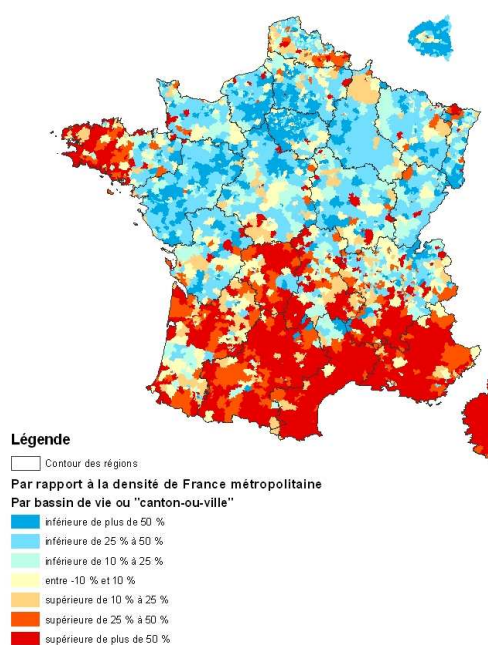 Légende
Contour des régions
Par rapport à la densité de France métropolitaine
Par bassin de vie ou "canton-ou-ville"
inférieure de plus de 50 %
inférieure de 25 % à 50 %
inférieure de 10 % à 25 %
entre -10 % et 10 %
supérieure de 10 % à 25 %
supérieure de 25 % à 50 %
supérieure de plus de 50 %